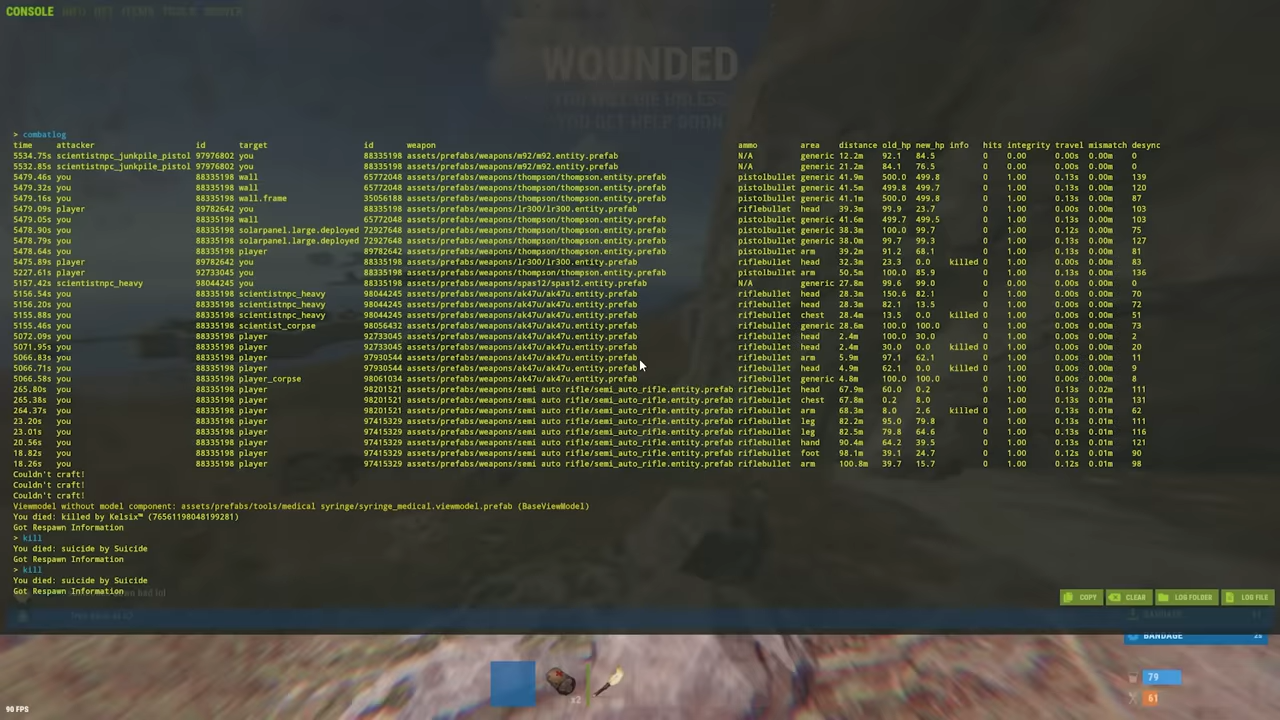 CONSOLE INFO NET ITEMS TOOLS SERVER
WOUNDED
YOU WILL DIE UNLESS
YOU GET HELP SOON
> combatlog
time attacker id target id weapon ammo area distance old_hp new_hp info hits integrity travel mismatch desync
5534.75s scientistnpc_junkpile_pistol 97976802 you 88335198 assets/prefabs/weapons/m92/m92.entity.prefab N/A generic 12.2m 92.1 84.5 0 1.00 0.00s 0.00m 0
5532.85s scientistnpc_junkpile_pistol 97976802 you 88335198 assets/prefabs/weapons/m92/m92.entity.prefab N/A generic 21.2m 84.1 76.5 0 1.00 0.00s 0.00m 0
5479.46s you 88335198 wall 65772048 assets/prefabs/weapons/thompson/thompson.entity.prefab pistolbullet generic 41.9m 500.0 499.8 0 1.00 0.13s 0.00m 139
5479.32s you 88335198 wall 65772048 assets/prefabs/weapons/thompson/thompson.entity.prefab pistolbullet generic 41.5m 499.8 499.7 0 1.00 0.13s 0.00m 120
5479.16s you 88335198 wall.frame 35056188 assets/prefabs/weapons/thompson/thompson.entity.prefab pistolbullet generic 41.1m 500.0 499.8 0 1.00 0.13s 0.00m 87
5479.09s player 89782642 you 88335198 assets/prefabs/weapons/lr300/lr300.entity.prefab riflebullet head 39.3m 99.9 23.7 0 1.00 0.00s 0.00m 103
5479.05s you 88335198 wall 65772048 assets/prefabs/weapons/thompson/thompson.entity.prefab pistolbullet generic 41.6m 499.7 499.5 0 1.00 0.13s 0.00m 103
5478.90s you 88335198 solarpanel.large.deployed 72927648 assets/prefabs/weapons/thompson/thompson.entity.prefab pistolbullet generic 38.3m 100.0 99.7 0 1.00 0.12s 0.00m 75
5478.79s you 88335198 solarpanel.large.deployed 72927648 assets/prefabs/weapons/thompson/thompson.entity.prefab pistolbullet generic 38.0m 99.7 99.3 0 1.00 0.13s 0.00m 127
5478.64s you 88335198 player 89782642 assets/prefabs/weapons/thompson/thompson.entity.prefab pistolbullet arm 39.2m 91.2 68.1 0 1.00 0.13s 0.00m 81
5475.89s player 89782642 you 88335198 assets/prefabs/weapons/lr300/lr300.entity.prefab riflebullet head 32.3m 23.3 0.0 killed 0 1.00 0.00s 0.00m 83
5227.61s player 92733045 you 88335198 assets/prefabs/weapons/thompson/thompson.entity.prefab pistolbullet arm 50.5m 100.0 85.9 0 1.00 0.13s 0.00m 136
5157.42s scientistnpc_heavy 98044245 you 88335198 assets/prefabs/weapons/spas12/spas12.entity.prefab N/A generic 27.8m 99.6 99.0 0 1.00 0.00s 0.00m 0
5156.54s you 88335198 scientistnpc_heavy 98044245 assets/prefabs/weapons/ak47u/ak47u.entity.prefab riflebullet head 28.3m 150.6 82.1 0 1.00 0.00s 0.00m 70
5156.20s you 88335198 scientistnpc_heavy 98044245 assets/prefabs/weapons/ak47u/ak47u.entity.prefab riflebullet head 28.3m 82.1 13.5 0 1.00 0.00s 0.00m 72
5155.88s you 88335198 scientistnpc_heavy 98044245 assets/prefabs/weapons/ak47u/ak47u.entity.prefab riflebullet chest 28.4m 13.5 0.0 killed 0 1.00 0.00s 0.00m 51
5155.46s you 88335198 scientist_corpse 98056432 assets/prefabs/weapons/ak47u/ak47u.entity.prefab riflebullet generic 28.6m 100.0 100.0 0 1.00 0.00s 0.00m 73
5072.09s you 88335198 player 92733045 assets/prefabs/weapons/ak47u/ak47u.entity.prefab riflebullet head 2.4m 100.0 30.0 0 1.00 0.00s 0.00m 2
5071.95s you 88335198 player 92733045 assets/prefabs/weapons/ak47u/ak47u.entity.prefab riflebullet head 2.4m 30.0 0.0 killed 0 1.00 0.00s 0.00m 20
5066.83s you 88335198 player 97930544 assets/prefabs/weapons/ak47u/ak47u.entity.prefab riflebullet arm 5.9m 97.1 62.1 0 1.00 0.00s 0.00m 11
5066.71s you 88335198 player 97930544 assets/prefabs/weapons/ak47u/ak47u.entity.prefab riflebullet head 4.9m 62.1 0.0 killed 0 1.00 0.00s 0.00m 9
5066.58s you 88335198 player_corpse 98061034 assets/prefabs/weapons/ak47u/ak47u.entity.prefab riflebullet generic 4.8m 100.0 100.0 0 1.00 0.00s 0.00m 8
265.80s you 88335198 player 98201521 assets/prefabs/weapons/semi auto rifle/semi_auto_rifle.entity.prefab riflebullet head 67.9m 60.0 0.2 0 1.00 0.13s 0.02m 111
265.38s you 88335198 player 98201521 assets/prefabs/weapons/semi auto rifle/semi_auto_rifle.entity.prefab riflebullet chest 67.8m 0.2 8.0 0 1.00 0.13s 0.01m 131
264.37s you 88335198 player 98201521 assets/prefabs/weapons/semi auto rifle/semi_auto_rifle.entity.prefab riflebullet arm 68.3m 8.0 2.6 killed 0 1.00 0.13s 0.01m 62
23.20s you 88335198 player 97415329 assets/prefabs/weapons/semi auto rifle/semi_auto_rifle.entity.prefab riflebullet leg 82.2m 95.0 79.8 0 1.00 0.13s 0.01m 111
23.01s you 88335198 player 97415329 assets/prefabs/weapons/semi auto rifle/semi_auto_rifle.entity.prefab riflebullet leg 82.5m 79.8 64.6 0 1.00 0.13s 0.01m 116
20.56s you 88335198 player 97415329 assets/prefabs/weapons/semi auto rifle/semi_auto_rifle.entity.prefab riflebullet hand 90.4m 64.2 39.5 0 1.00 0.13s 0.01m 121
18.82s you 88335198 player 97415329 assets/prefabs/weapons/semi auto rifle/semi_auto_rifle.entity.prefab riflebullet foot 98.1m 39.1 24.7 0 1.00 0.12s 0.01m 90
18.26s you 88335198 player 97415329 assets/prefabs/weapons/semi auto rifle/semi_auto_rifle.entity.prefab riflebullet arm 100.8m 39.7 15.7 0 1.00 0.12s 0.01m 98
Couldn't craft!
Couldn't craft!
Couldn't craft!
Viewmodel without model component: assets/prefabs/tools/medical syringe/syringe_medical.viewmodel.prefab (BaseViewModel)
You died: killed by Kelsix™ (76561198048199281)
Got Respawn Information
> kill
You died: suicide by Suicide
Got Respawn Information
> kill
You died: suicide by Suicide
Got Respawn Information
COPY CLEAR LOG FOLDER LOG FILE
BANDAGE
BANDAGE 2s
x2
79
61
90 FPS